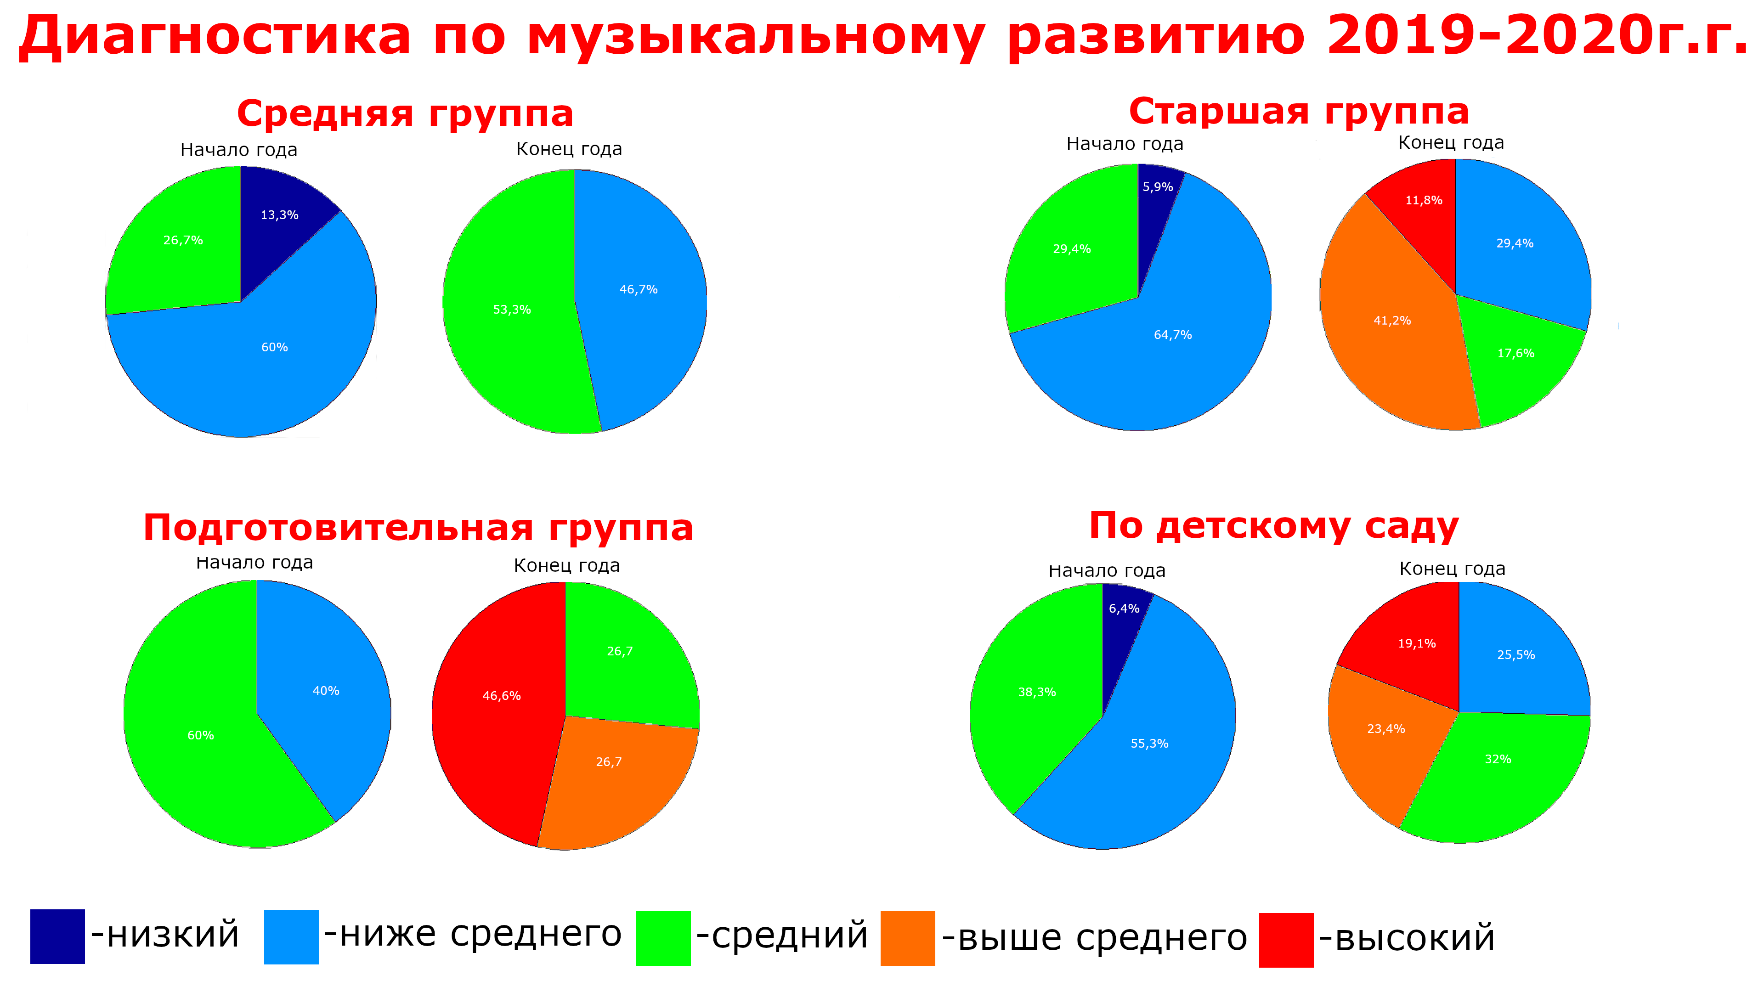 Диагностика по музыкальному развитию 2019-2020г.г.
Средняя группа
Начало года
Конец года
13,3%
26,7%
60%
46,7%
53,3%
Старшая группа
Начало года
Конец года
5,9%
29,4%
64,7%
11,8%
29,4%
41,2%
17,6%
Подготовительная группа
Начало года
Конец года
40%
60%
26,7
46,6%
26,7
По детскому саду
Начало года
Конец года
6,4%
38,3%
55,3%
19,1%
25,5%
23,4%
32%
-низкий
-ниже среднего
-средний
-выше среднего
-высокий